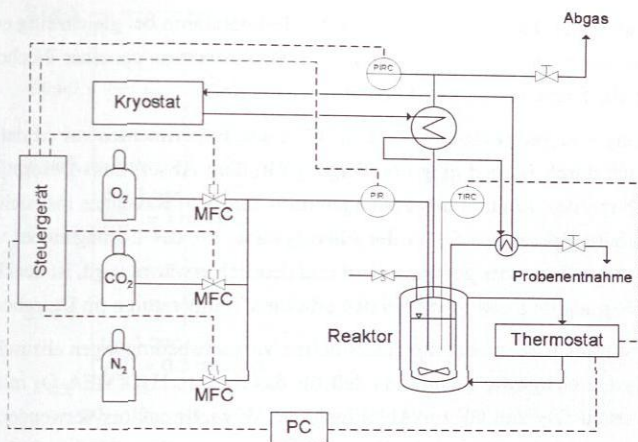 Abgas
PIRC
Kryostat
Steuergerät
O2
MFC
PIR
TIRC
CO2
MFC
Probenentnahme
N2
MFC
Reaktor
Thermostat
PC